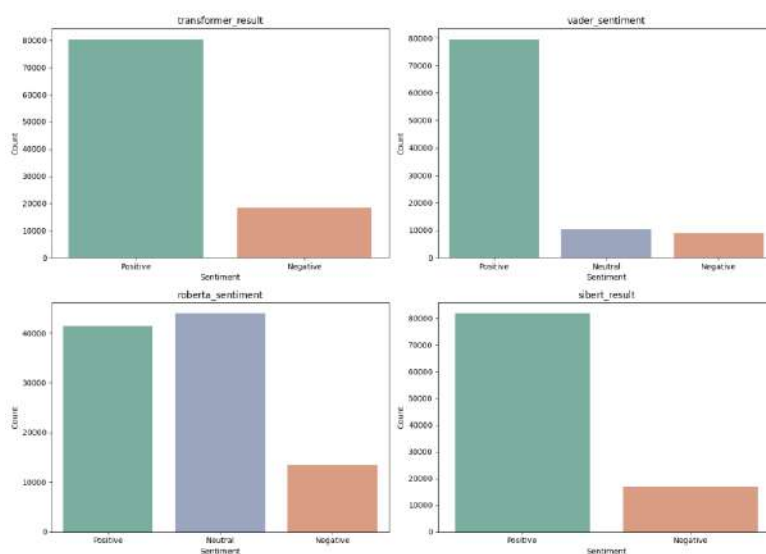 transformer_result
80000
70000
60000
50000
40000
30000
20000
10000
0
Count
Positive Negative
Sentiment
vader_sentiment
80000
70000
60000
50000
40000
30000
20000
10000
0
Count
Positive Neutral Negative
Sentiment
roberta_sentiment
40000
30000
20000
10000
0
Count
Positive Neutral Negative
Sentiment
sibert_result
80000
70000
60000
50000
40000
30000
20000
10000
0
Count
Positive Negative
Sentiment